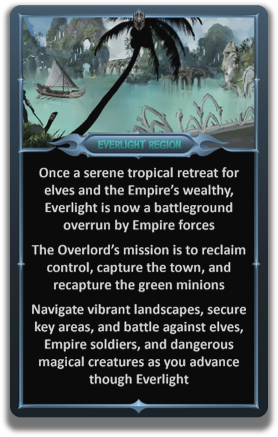 EVERLIGHT REGION
Once a serene tropical retreat for
elves and the Empire's wealthy,
Everlight is now a battleground
overrun by Empire forces
The Overlord's mission is to reclaim
control, capture the town, and
recapture the green minions
Navigate vibrant landscapes, secure
key areas, and battle against elves,
Empire soldiers, and dangerous
magical creatures as you advance
though Everlight